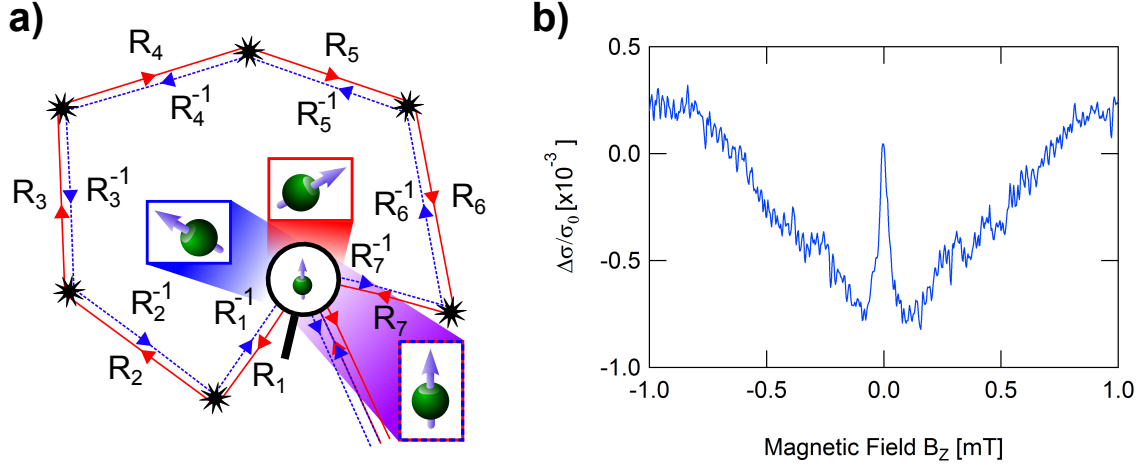 a)
R4
R5
R4^-1
R5^-1
R3
R3^-1
R6^-1
R6
R7^-1
R7
R2^-1
R1^-1
R2
R1
b)
0.5
0.0
-0.5
-1.0
Δσ/σ0 [x10^-3]
-1.0 -0.5 0.0 0.5 1.0
Magnetic Field BZ [mT]